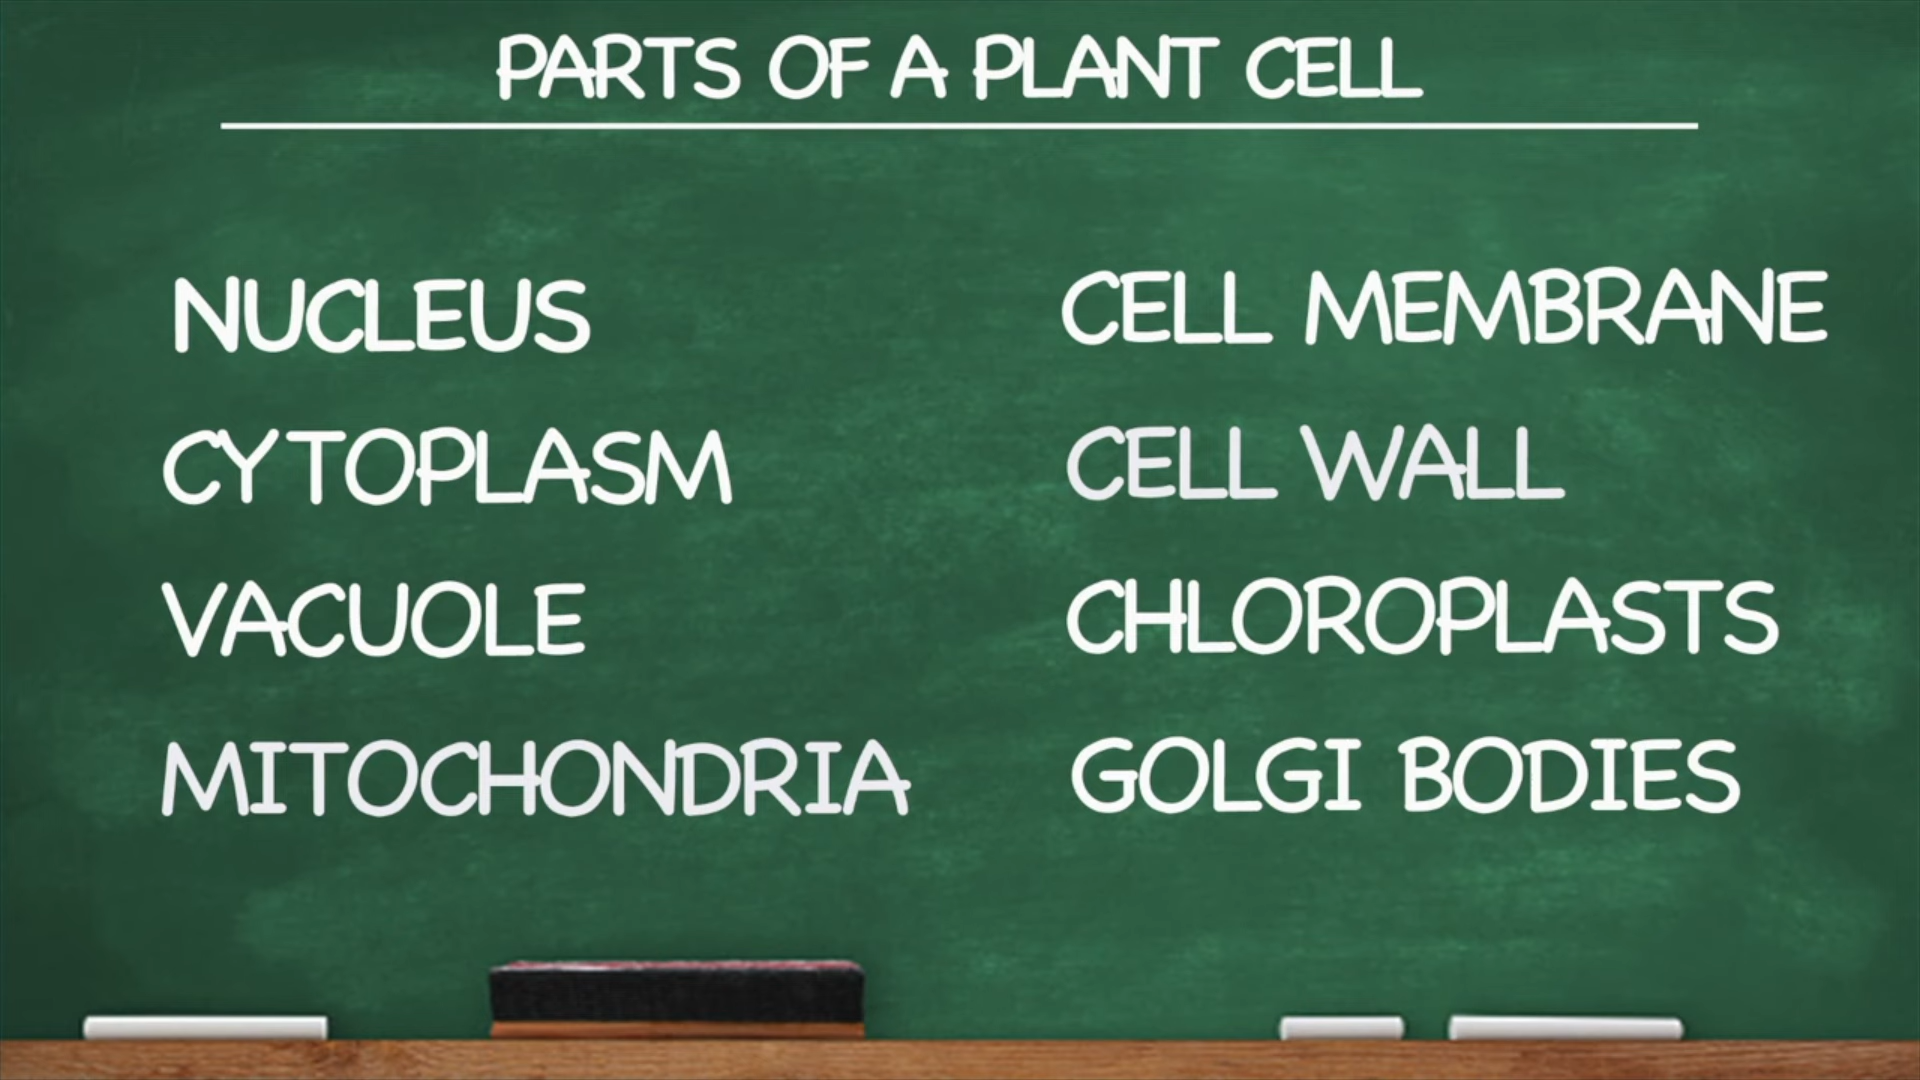 PARTS OF A PLANT CELL
NUCLEUS
CYTOPLASM
VACUOLE
MITOCHONDRIA
CELL MEMBRANE
CELL WALL
CHLOROPLASTS
GOLGI BODIES